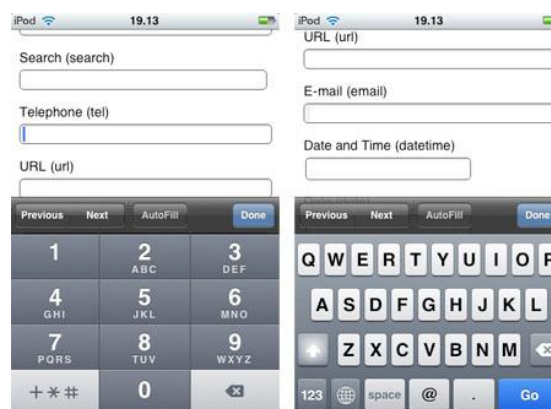 iPod 19.13
Search (search)
Telephone (tel)
URL (url)
Previous Next AutoFill Done
1 2 3
ABC DEF
4 5 6
GHI JKL MNO
7 8 9
PQRS TUV WXYZ
+*# 0
iPod 19.13
URL (url)
E-mail (email)
Date and Time (datetime)
Previous Next AutoFill Done
Q W E R T Y U I O P
A S D F G H J K L
Z X C V B N M
123 space @ . Go